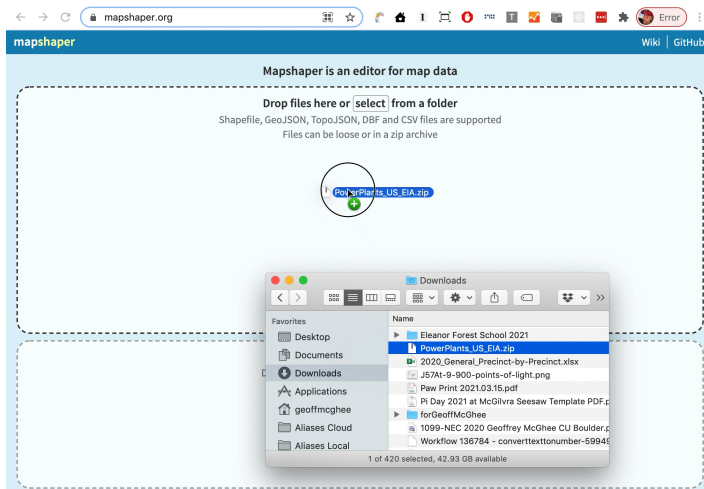 mapshaper.org
Error
mapshaper
Wiki | GitHub
Mapshaper is an editor for map data
Drop files here or select from a folder
Shapefile, GeoJSON, TopoJSON, DBF and CSV files are supported
Files can be loose or in a zip archive
PowerPlants_US_EIA.zip
Downloads
Favorites
Desktop
Documents
Downloads
Applications
geoffmcghee
Aliases Cloud
Aliases Local
Name
Eleanor Forest School 2021
PowerPlants_US_EIA.zip
2020_General_Precinct-by-Precinct.xlsx
J57At-9-900-points-of-light.png
Paw Print 2021.03.15.pdf
Pi Day 2021 at McGilvra Seesaw Template PDF.p
forGeoffMcGhee
1099-NEC 2020 Geoffrey McGhee CU Boulder.p
Workflow 136784 - converttexttonumber-59949
1 of 420 selected, 42.93 GB available